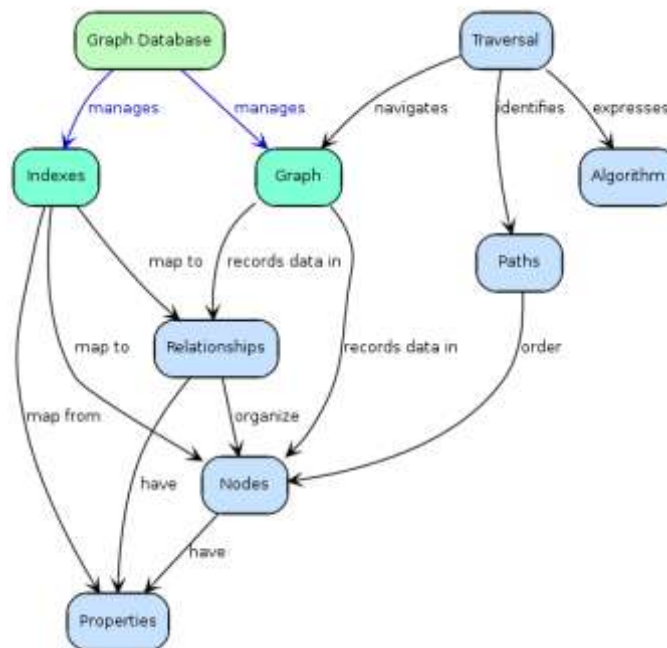 Graph Database
Traversal
manages
manages
navigates
identifies
expresses
Indexes
Graph
Algorithm
map to
records data in
Paths
Relationships
map to
records data in
order
map from
organize
have
Nodes
have
Properties